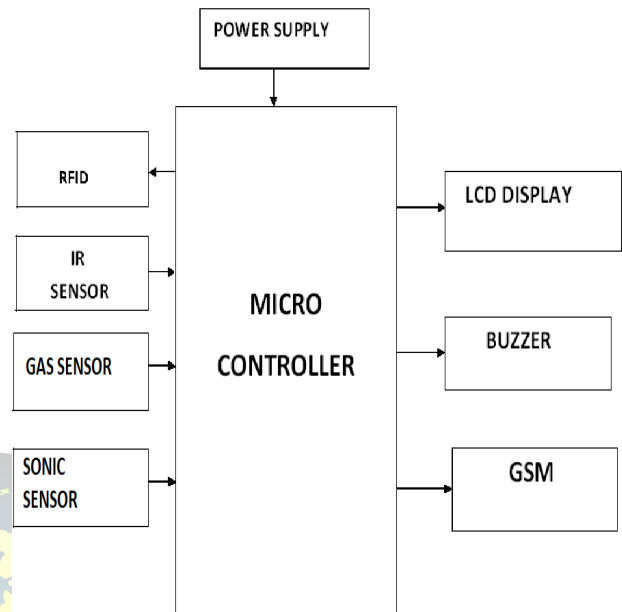 POWER SUPPLY
RFID
IR
SENSOR
GAS SENSOR
SONIC
SENSOR
MICRO
CONTROLLER
LCD DISPLAY
BUZZER
GSM